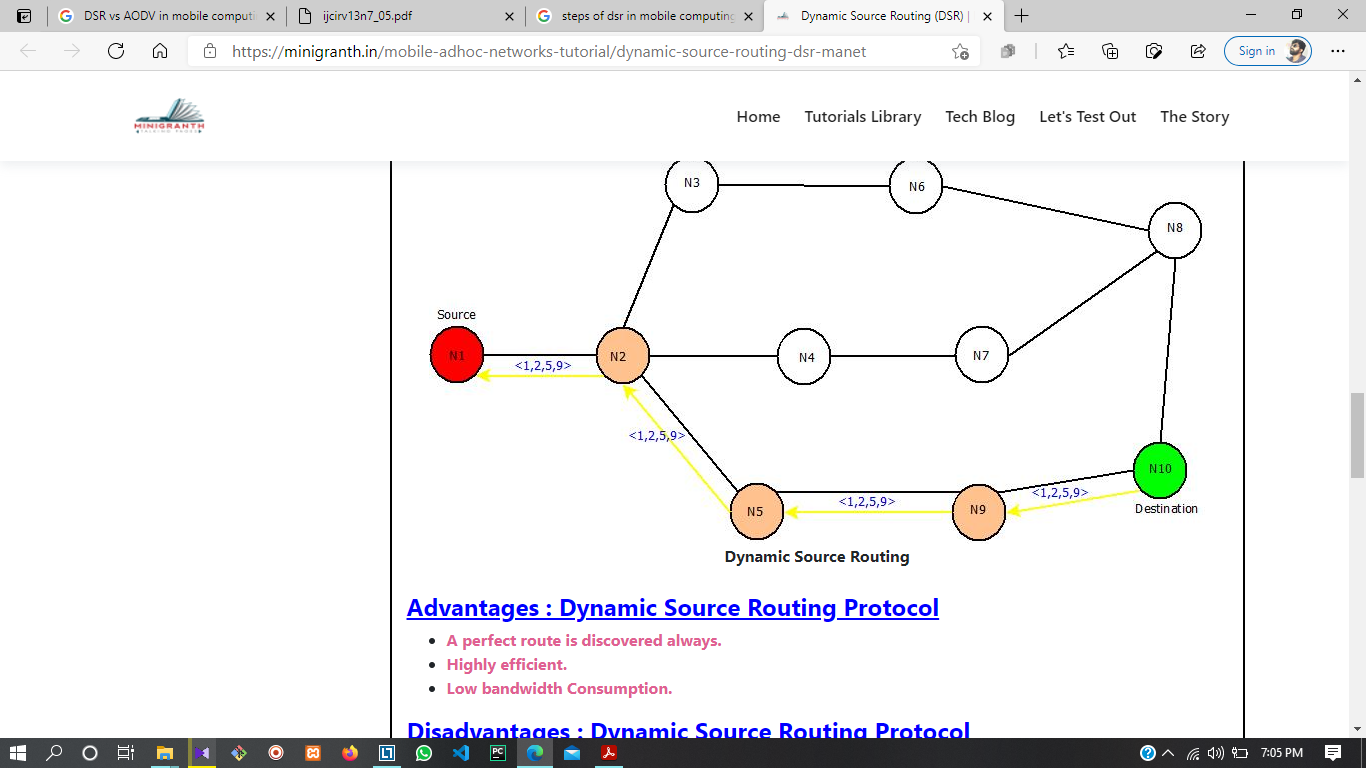 DSR vs AODV in mobile computi
ijcirv13n7_05.pdf
steps of dsr in mobile computing
Dynamic Source Routing (DSR) |
https://minigranth.in/mobile-adhoc-networks-tutorial/dynamic-source-routing-dsr-manet
Sign in
MINIGRANTH
Home Tutorials Library Tech Blog Let's Test Out The Story
N3
N6
N8
Source
N1
<1,2,5,9>
N2
N4
N7
<1,2,5,9>
N10
<1,2,5,9>
<1,2,5,9>
N5
N9
Destination
Dynamic Source Routing
Advantages : Dynamic Source Routing Protocol
A perfect route is discovered always.
Highly efficient.
Low bandwidth Consumption.
Disadvantages : Dynamic Source Routing Protocol
PC
7:05 PM